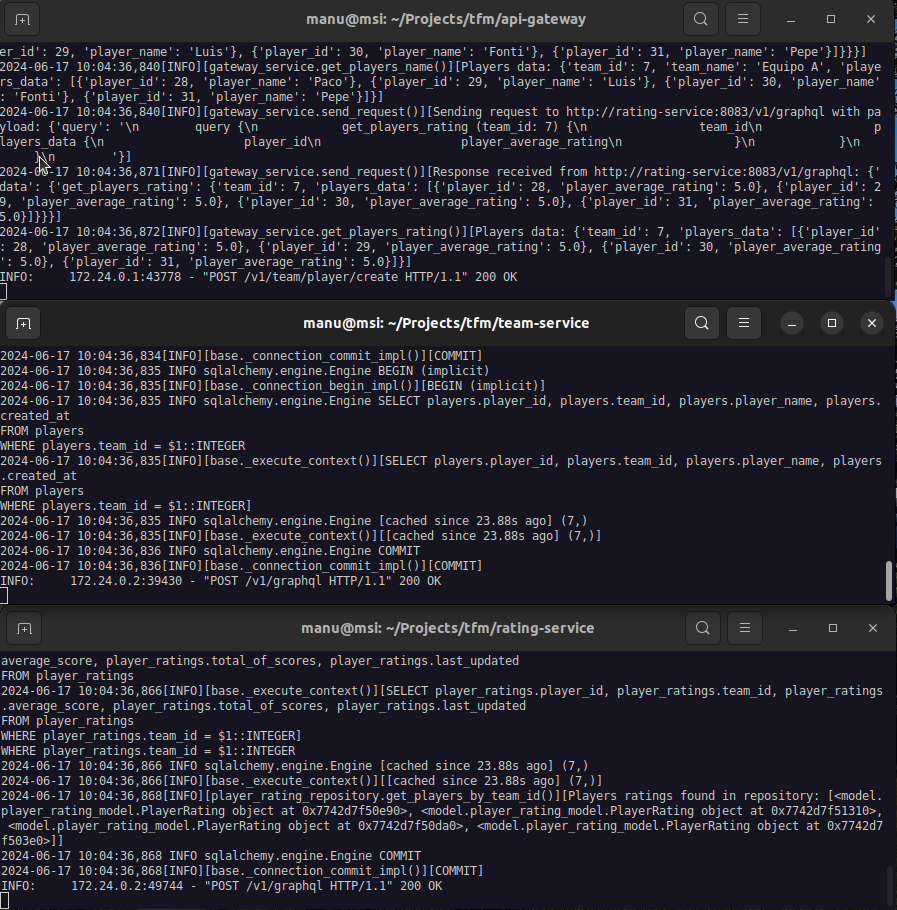 manu@msi: ~/Projects/tfm/api-gateway
er_id': 29, 'player_name': 'Luis'}, {'player_id': 30, 'player_name': 'Fonti'}, {'player_id': 31, 'player_name': 'Pepe'}]}}}]
2024-06-17 10:04:36,840[INFO][gateway_service.get_players_name()][Players data: {'team_id': 7, 'team_name': 'Equipo A', 'playe
rs_data': [{'player_id': 28, 'player_name': 'Paco'}, {'player_id': 29, 'player_name': 'Luis'}, {'player_id': 30, 'player_name'
: 'Fonti'}, {'player_id': 31, 'player_name': 'Pepe'}]}]
2024-06-17 10:04:36,840[INFO][gateway_service.send_request()][Sending request to http://rating-service:8083/v1/graphql with pa
yload: {'query': '\n        query {\n            get_players_rating (team_id: 7) {\n                team_id\n                p
layers_data {\n                    player_id\n                    player_average_rating\n                }\n            }\n
}\n        '}]
2024-06-17 10:04:36,871[INFO][gateway_service.send_request()][Response received from http://rating-service:8083/v1/graphql: {'
data': {'get_players_rating': {'team_id': 7, 'players_data': [{'player_id': 28, 'player_average_rating': 5.0}, {'player_id': 2
9, 'player_average_rating': 5.0}, {'player_id': 30, 'player_average_rating': 5.0}, {'player_id': 31, 'player_average_rating':
5.0}]}}}]
2024-06-17 10:04:36,872[INFO][gateway_service.get_players_rating()][Players data: {'team_id': 7, 'players_data': [{'player_id'
: 28, 'player_average_rating': 5.0}, {'player_id': 29, 'player_average_rating': 5.0}, {'player_id': 30, 'player_average_rating
': 5.0}, {'player_id': 31, 'player_average_rating': 5.0}]}]
INFO:     172.24.0.1:43778 - "POST /v1/team/player/create HTTP/1.1" 200 OK
manu@msi: ~/Projects/tfm/team-service
2024-06-17 10:04:36,834[INFO][base._connection_commit_impl()][COMMIT]
2024-06-17 10:04:36,835 INFO sqlalchemy.engine.Engine BEGIN (implicit)
2024-06-17 10:04:36,835[INFO][base._connection_begin_impl()][BEGIN (implicit)]
2024-06-17 10:04:36,835 INFO sqlalchemy.engine.Engine SELECT players.player_id, players.team_id, players.player_name, players.
created_at
FROM players
WHERE players.team_id = $1::INTEGER
2024-06-17 10:04:36,835[INFO][base._execute_context()][SELECT players.player_id, players.team_id, players.player_name, players
.created_at
FROM players
WHERE players.team_id = $1::INTEGER]
2024-06-17 10:04:36,835 INFO sqlalchemy.engine.Engine [cached since 23.88s ago] (7,)
2024-06-17 10:04:36,835[INFO][base._execute_context()][[cached since 23.88s ago] (7,)]
2024-06-17 10:04:36,836 INFO sqlalchemy.engine.Engine COMMIT
2024-06-17 10:04:36,836[INFO][base._connection_commit_impl()][COMMIT]
INFO:     172.24.0.2:39430 - "POST /v1/graphql HTTP/1.1" 200 OK
manu@msi: ~/Projects/tfm/rating-service
average_score, player_ratings.total_of_scores, player_ratings.last_updated
FROM player_ratings
2024-06-17 10:04:36,866[INFO][base._execute_context()][SELECT player_ratings.player_id, player_ratings.team_id, player_ratings
.average_score, player_ratings.total_of_scores, player_ratings.last_updated
FROM player_ratings
WHERE player_ratings.team_id = $1::INTEGER]
WHERE player_ratings.team_id = $1::INTEGER
2024-06-17 10:04:36,866 INFO sqlalchemy.engine.Engine [cached since 23.88s ago] (7,)
2024-06-17 10:04:36,866[INFO][base._execute_context()][[cached since 23.88s ago] (7,)]
2024-06-17 10:04:36,868[INFO][player_rating_repository.get_players_by_team_id()][Players ratings found in repository: [<model.
player_rating_model.PlayerRating object at 0x7742d7f50e90>, <model.player_rating_model.PlayerRating object at 0x7742d7f51310>,
<model.player_rating_model.PlayerRating object at 0x7742d7f50da0>, <model.player_rating_model.PlayerRating object at 0x7742d7
f503e0>]]
2024-06-17 10:04:36,868 INFO sqlalchemy.engine.Engine COMMIT
2024-06-17 10:04:36,868[INFO][base._connection_commit_impl()][COMMIT]
INFO:     172.24.0.2:49744 - "POST /v1/graphql HTTP/1.1" 200 OK